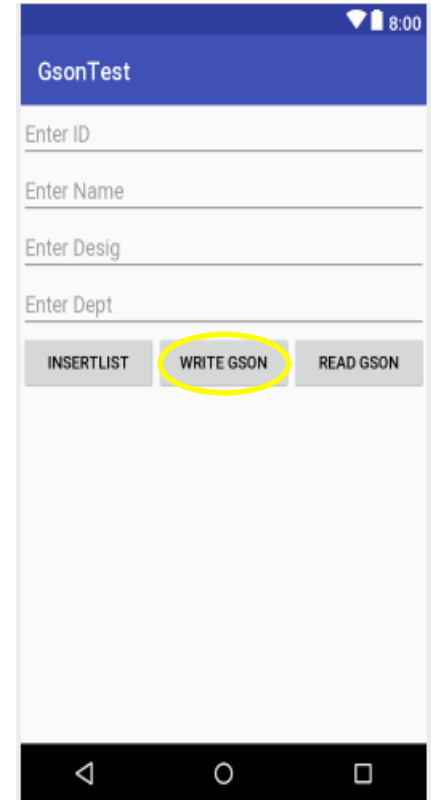 8:00
GsonTest
Enter ID
Enter Name
Enter Desig
Enter Dept
INSERTLIST WRITE GSON READ GSON